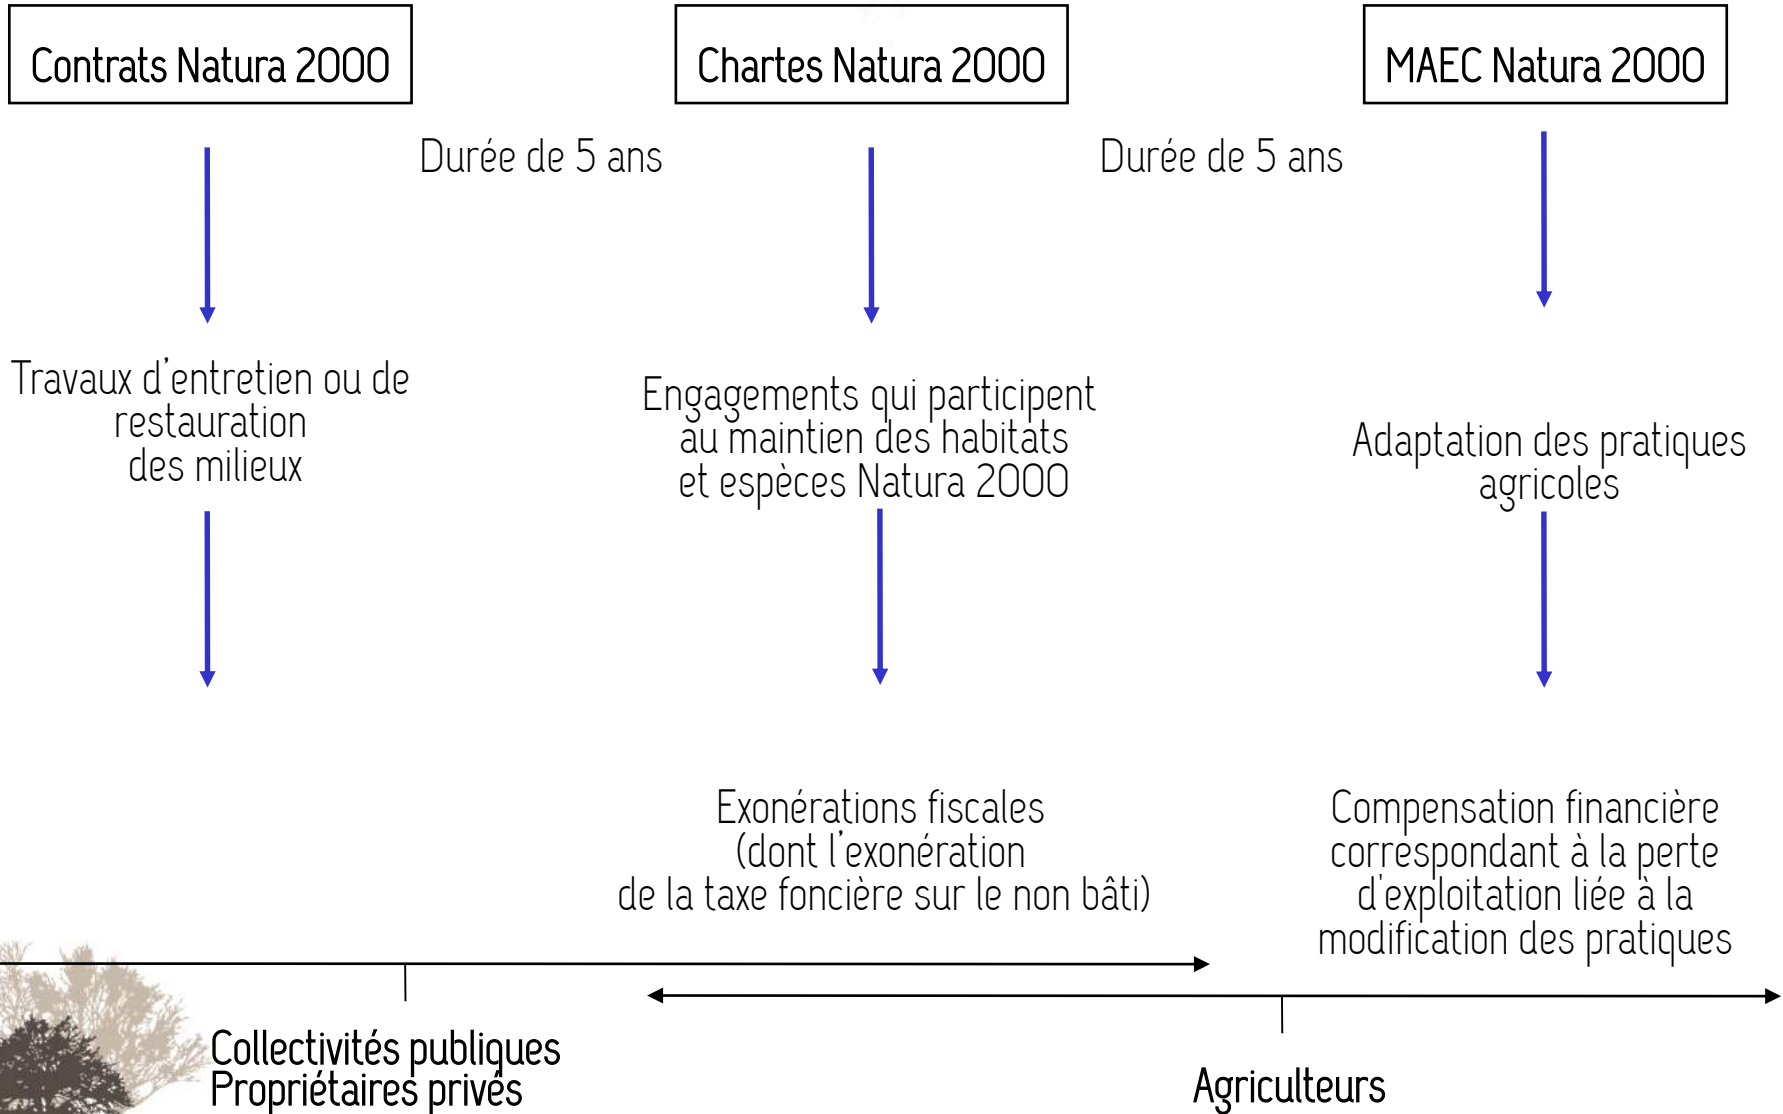 Contrats Natura 2000
Chartes Natura 2000
MAEC Natura 2000
Durée de 5 ans
Durée de 5 ans
Travaux d'entretien ou de
restauration
des milieux
Engagements qui participent
au maintien des habitats
et espèces Natura 2000
Adaptation des pratiques
agricoles
Exonérations fiscales
(dont l'exonération
de la taxe foncière sur le non bâti)
Compensation financière
correspondant à la perte
d'exploitation liée à la
modification des pratiques
Collectivités publiques
Propriétaires privés
Agriculteurs